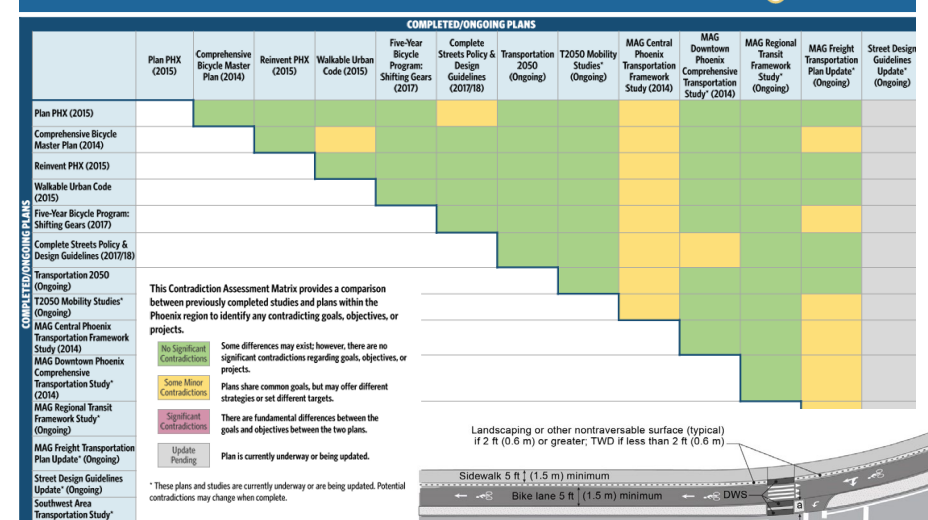 COMPLETED/ONGOING PLANS
Plan PHX
(2015)
Comprehensive
Bicycle Master
Plan (2014)
Reinvent PHX
(2015)
Walkable Urban
Code (2015)
Five-Year
Bicycle
Program:
Shifting Gears
(2017)
Complete
Streets Policy &
Design
Guidelines
(2017/18)
Transportation
2050
(Ongoing)
T2050 Mobility
Studies*
(Ongoing)
MAG Central
Phoenix
Transportation
Framework
Study (2014)
MAG
Downtown
Phoenix
Comprehensive
Transportation
Study* (2014)
MAG Regional
Transit
Framework
Study*
(Ongoing)
MAG Freight
Transportation
Plan Update*
(Ongoing)
Street Design
Guidelines
Update*
(Ongoing)
COMPLETED/ONGOING PLANS
Plan PHX (2015)
Comprehensive Bicycle
Master Plan (2014)
Reinvent PHX (2015)
Walkable Urban Code
(2015)
Five-Year Bicycle Program:
Shifting Gears (2017)
Complete Streets Policy &
Design Guidelines (2017/18)
Transportation 2050
(Ongoing)
T2050 Mobility Studies*
(Ongoing)
MAG Central Phoenix
Transportation Framework
Study (2014)
MAG Downtown Phoenix
Comprehensive
Transportation Study*
(2014)
MAG Regional Transit
Framework Study*
(Ongoing)
MAG Freight Transportation
Plan Update* (Ongoing)
Street Design Guidelines
Update* (Ongoing)
Southwest Area
Transportation Study*
This Contradiction Assessment Matrix provides a comparison
between previously completed studies and plans within the
Phoenix region to identify any contradicting goals, objectives, or
projects.
No Significant
Contradictions
Some differences may exist; however, there are no
significant contradictions regarding goals, objectives, or
projects.
Some Minor
Contradictions
Plans share common goals, but may offer different
strategies or set different targets.
Significant
Contradictions
There are fundamental differences between the
goals and objectives between the two plans.
Update
Pending
Plan is currently underway or being updated.
* These plans and studies are currently underway or are being updated. Potential
contradictions may change when complete.
Landscaping or other nontraversable surface (typical)
if 2 ft (0.6 m) or greater; TWD if less than 2 ft (0.6 m)
Sidewalk 5 ft (1.5 m) minimum
Bike lane 5 ft (1.5 m) minimum
DWS
a